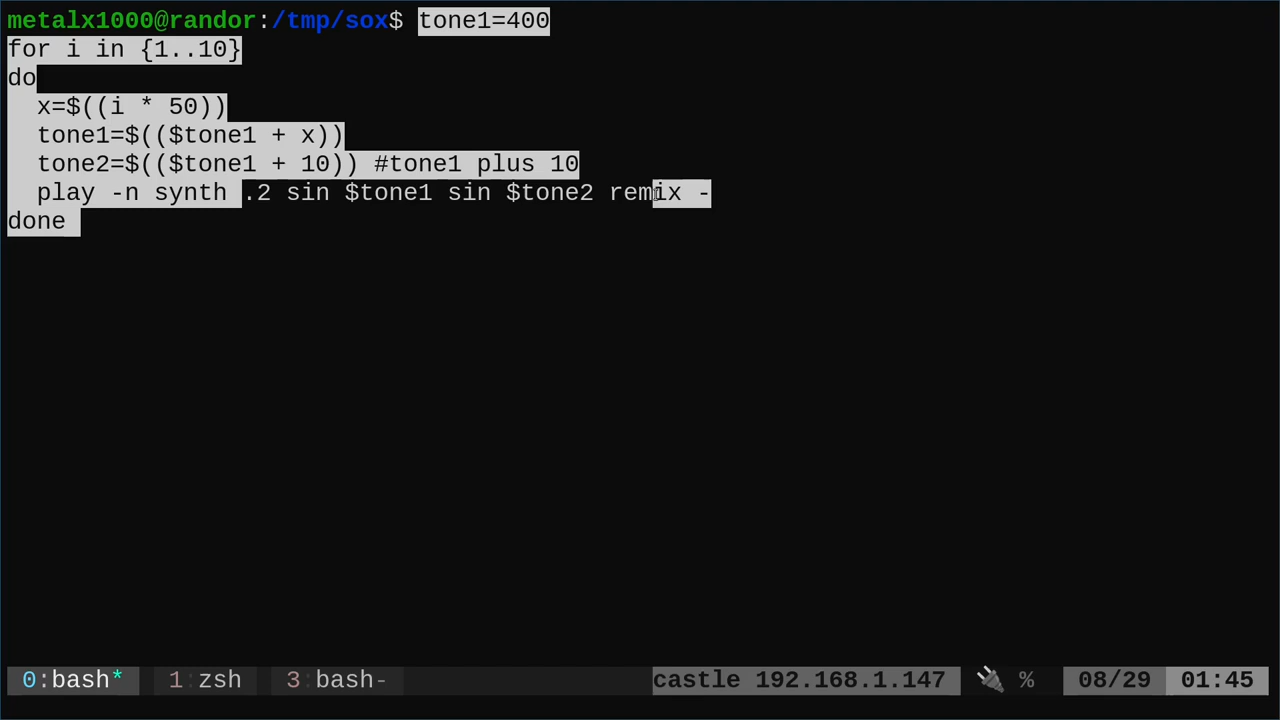 metalx1000@randor:/tmp/sox$ tone1=400
for i in {1..10}
do
  x=$((i * 50))
  tone1=$(($tone1 + x))
  tone2=$(($tone1 + 10)) #tone1 plus 10
  play -n synth .2 sin $tone1 sin $tone2 remix -
done
0:bash* 1:zsh 3:bash- castle 192.168.1.147 🔌 % 08/29 01:45